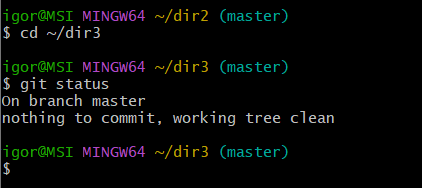 igor@MSI MINGW64 ~/dir2 (master)
$ cd ~/dir3
igor@MSI MINGW64 ~/dir3 (master)
$ git status
On branch master
nothing to commit, working tree clean
igor@MSI MINGW64 ~/dir3 (master)
$